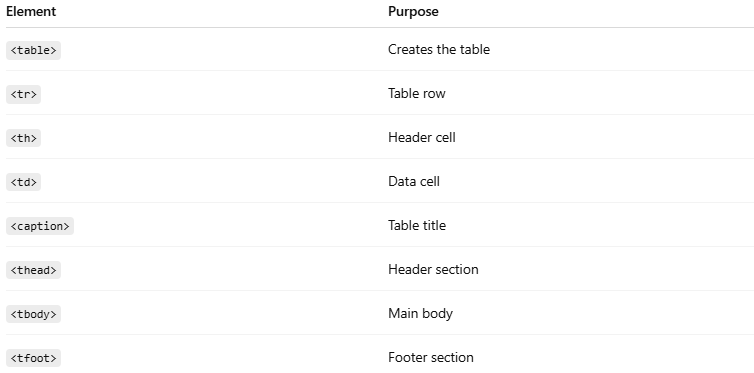 Element Purpose
<table> Creates the table
<tr> Table row
<th> Header cell
<td> Data cell
<caption> Table title
<thead> Header section
<tbody> Main body
<tfoot> Footer section